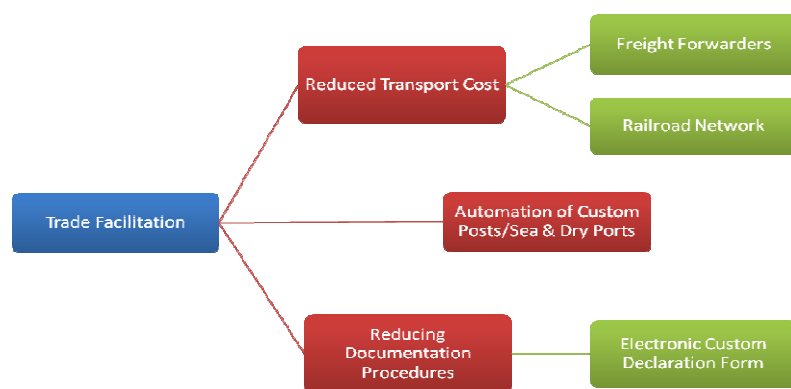 Freight Forwarders
Reduced Transport Cost
Railroad Network
Trade Facilitation
Automation of Custom
Posts/Sea & Dry Ports
Reducing
Documentation
Procedures
Electronic Custom
Declaration Form